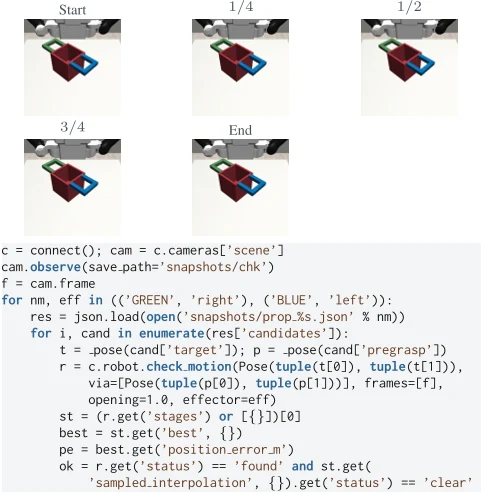 Start
1/4
1/2
3/4
End
c = connect(); cam = c.cameras['scene']
cam.observe(save_path='snapshots/chk')
f = cam.frame
for nm, eff in (('GREEN', 'right'), ('BLUE', 'left')):
    res = json.load(open('snapshots/prop_%s.json' % nm))
    for i, cand in enumerate(res['candidates']):
        t = _pose(cand['target']); p = _pose(cand['pregrasp'])
        r = c.robot.check_motion(Pose(tuple(t[0]), tuple(t[1])),
            via=[Pose(tuple(p[0]), tuple(p[1]))], frames=[f],
            opening=1.0, effector=eff)
        st = (r.get('stages') or [{}])[0]
        best = st.get('best', {})
        pe = best.get('position_error_m')
        ok = r.get('status') == 'found' and st.get(
            'sampled_interpolation', {}).get('status') == 'clear'